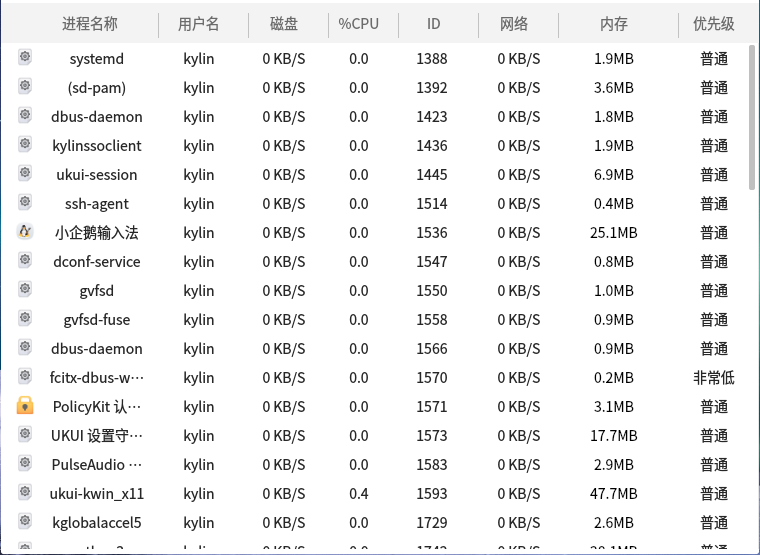 进程名称 用户名 磁盘 %CPU ID 网络 内存 优先级
systemd kylin 0 KB/S 0.0 1388 0 KB/S 1.9MB 普通
(sd-pam) kylin 0 KB/S 0.0 1392 0 KB/S 3.6MB 普通
dbus-daemon kylin 0 KB/S 0.0 1423 0 KB/S 1.8MB 普通
kylinssoclient kylin 0 KB/S 0.0 1436 0 KB/S 1.9MB 普通
ukui-session kylin 0 KB/S 0.0 1445 0 KB/S 6.9MB 普通
ssh-agent kylin 0 KB/S 0.0 1514 0 KB/S 0.4MB 普通
小企鹅输入法 kylin 0 KB/S 0.0 1536 0 KB/S 25.1MB 普通
dconf-service kylin 0 KB/S 0.0 1547 0 KB/S 0.8MB 普通
gvfsd kylin 0 KB/S 0.0 1550 0 KB/S 1.0MB 普通
gvfsd-fuse kylin 0 KB/S 0.0 1558 0 KB/S 0.9MB 普通
dbus-daemon kylin 0 KB/S 0.0 1566 0 KB/S 0.9MB 普通
fcitx-dbus-w… kylin 0 KB/S 0.0 1570 0 KB/S 0.2MB 非常低
PolicyKit 认… kylin 0 KB/S 0.0 1571 0 KB/S 3.1MB 普通
UKUI 设置守… kylin 0 KB/S 0.0 1573 0 KB/S 17.7MB 普通
PulseAudio … kylin 0 KB/S 0.0 1583 0 KB/S 2.9MB 普通
ukui-kwin_x11 kylin 0 KB/S 0.4 1593 0 KB/S 47.7MB 普通
kglobalaccel5 kylin 0 KB/S 0.0 1729 0 KB/S 2.6MB 普通